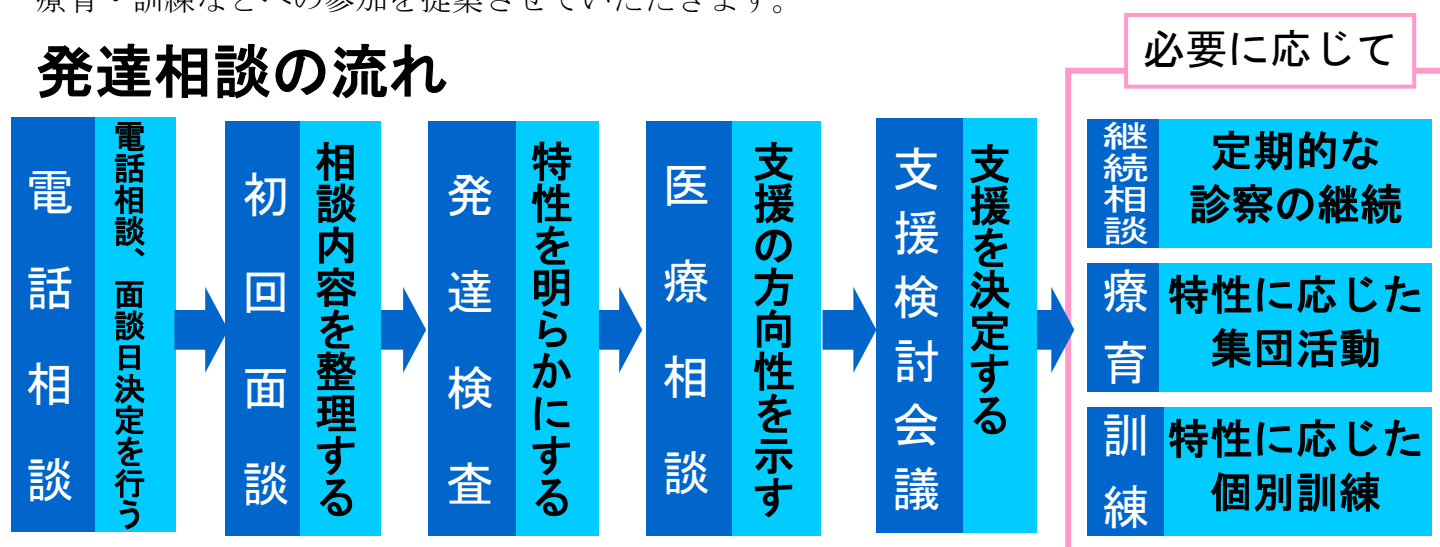 療育・訓練などへの参加を提案させていただきます。
発達相談の流れ
必要に応じて
電話相談
電話相談、面談日決定を行う
初回面談
相談内容を整理する
発達検査
特性を明らかにする
医療相談
支援の方向性を示す
支援検討会議
支援を決定する
継続相談
定期的な
診察の継続
療育
特性に応じた
集団活動
訓練
特性に応じた
個別訓練